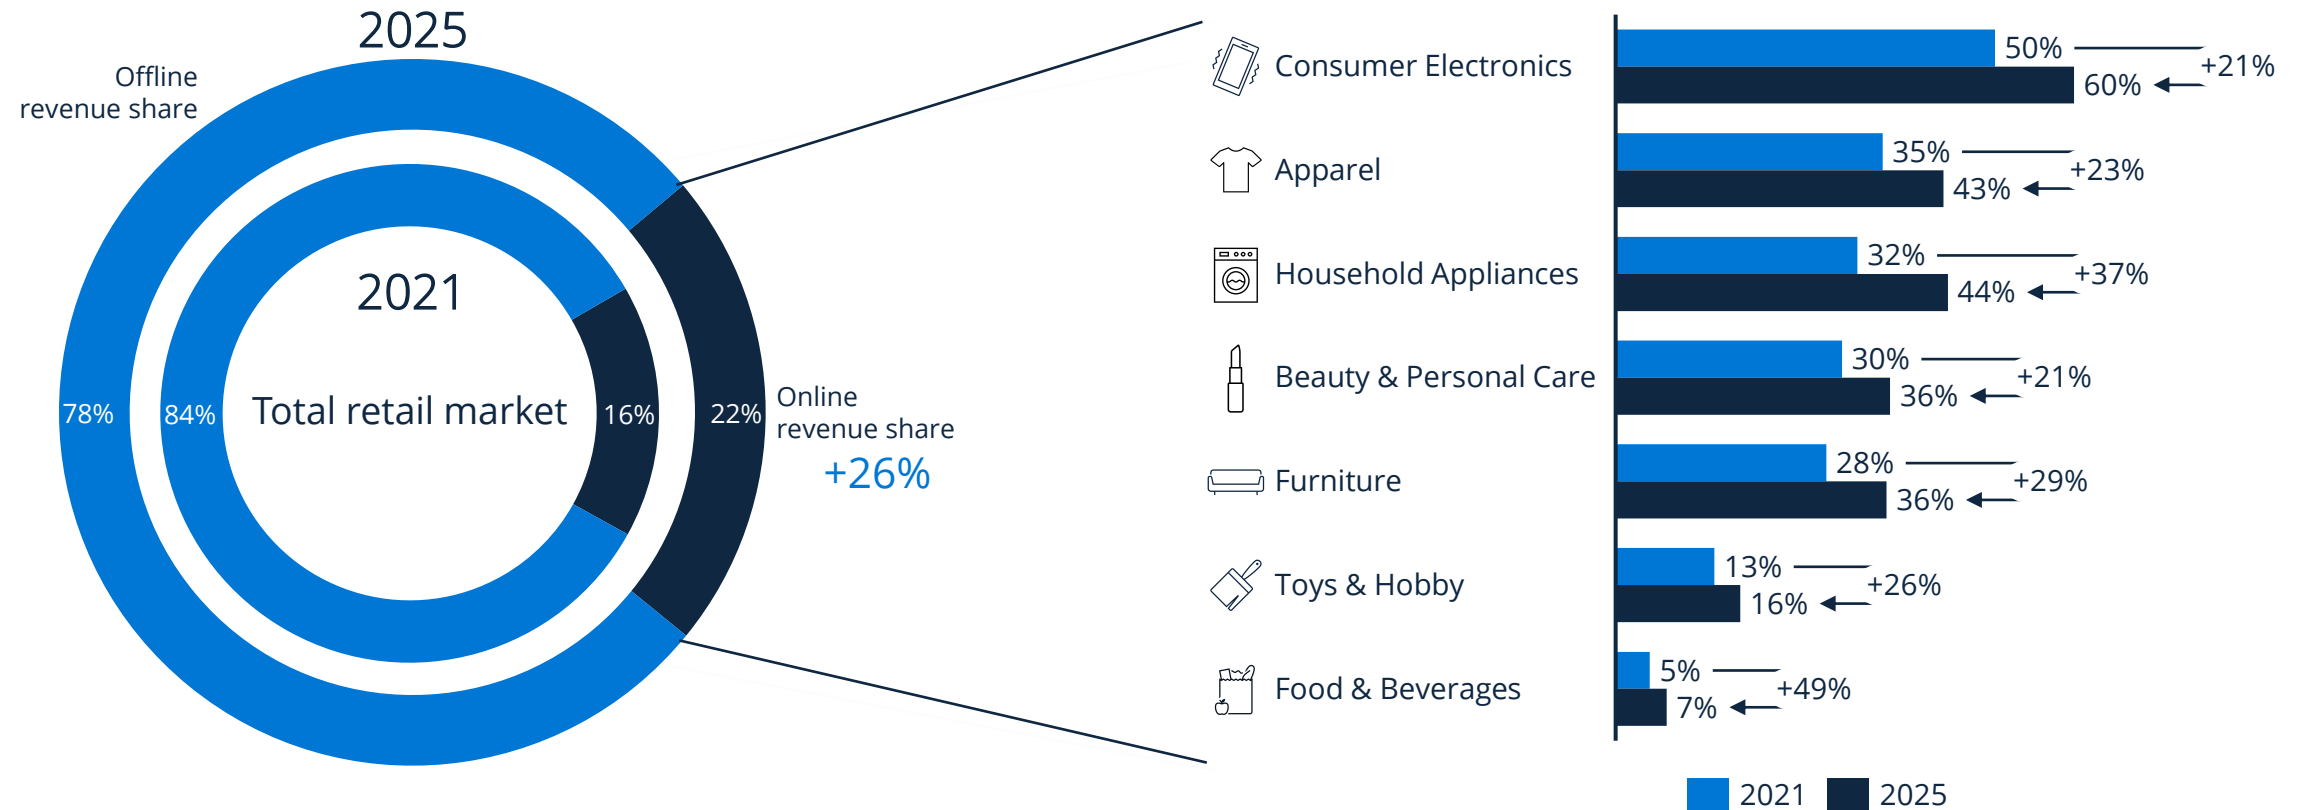 2025
Offline
revenue share
2021
Total retail market
78%
84%
16%
22%
Online
revenue share
+26%
Consumer Electronics
50%
60%
+21%
Apparel
35%
43%
+23%
Household Appliances
32%
44%
+37%
Beauty & Personal Care
30%
36%
+21%
Furniture
28%
36%
+29%
Toys & Hobby
13%
16%
+26%
Food & Beverages
5%
7%
+49%
2021
2025